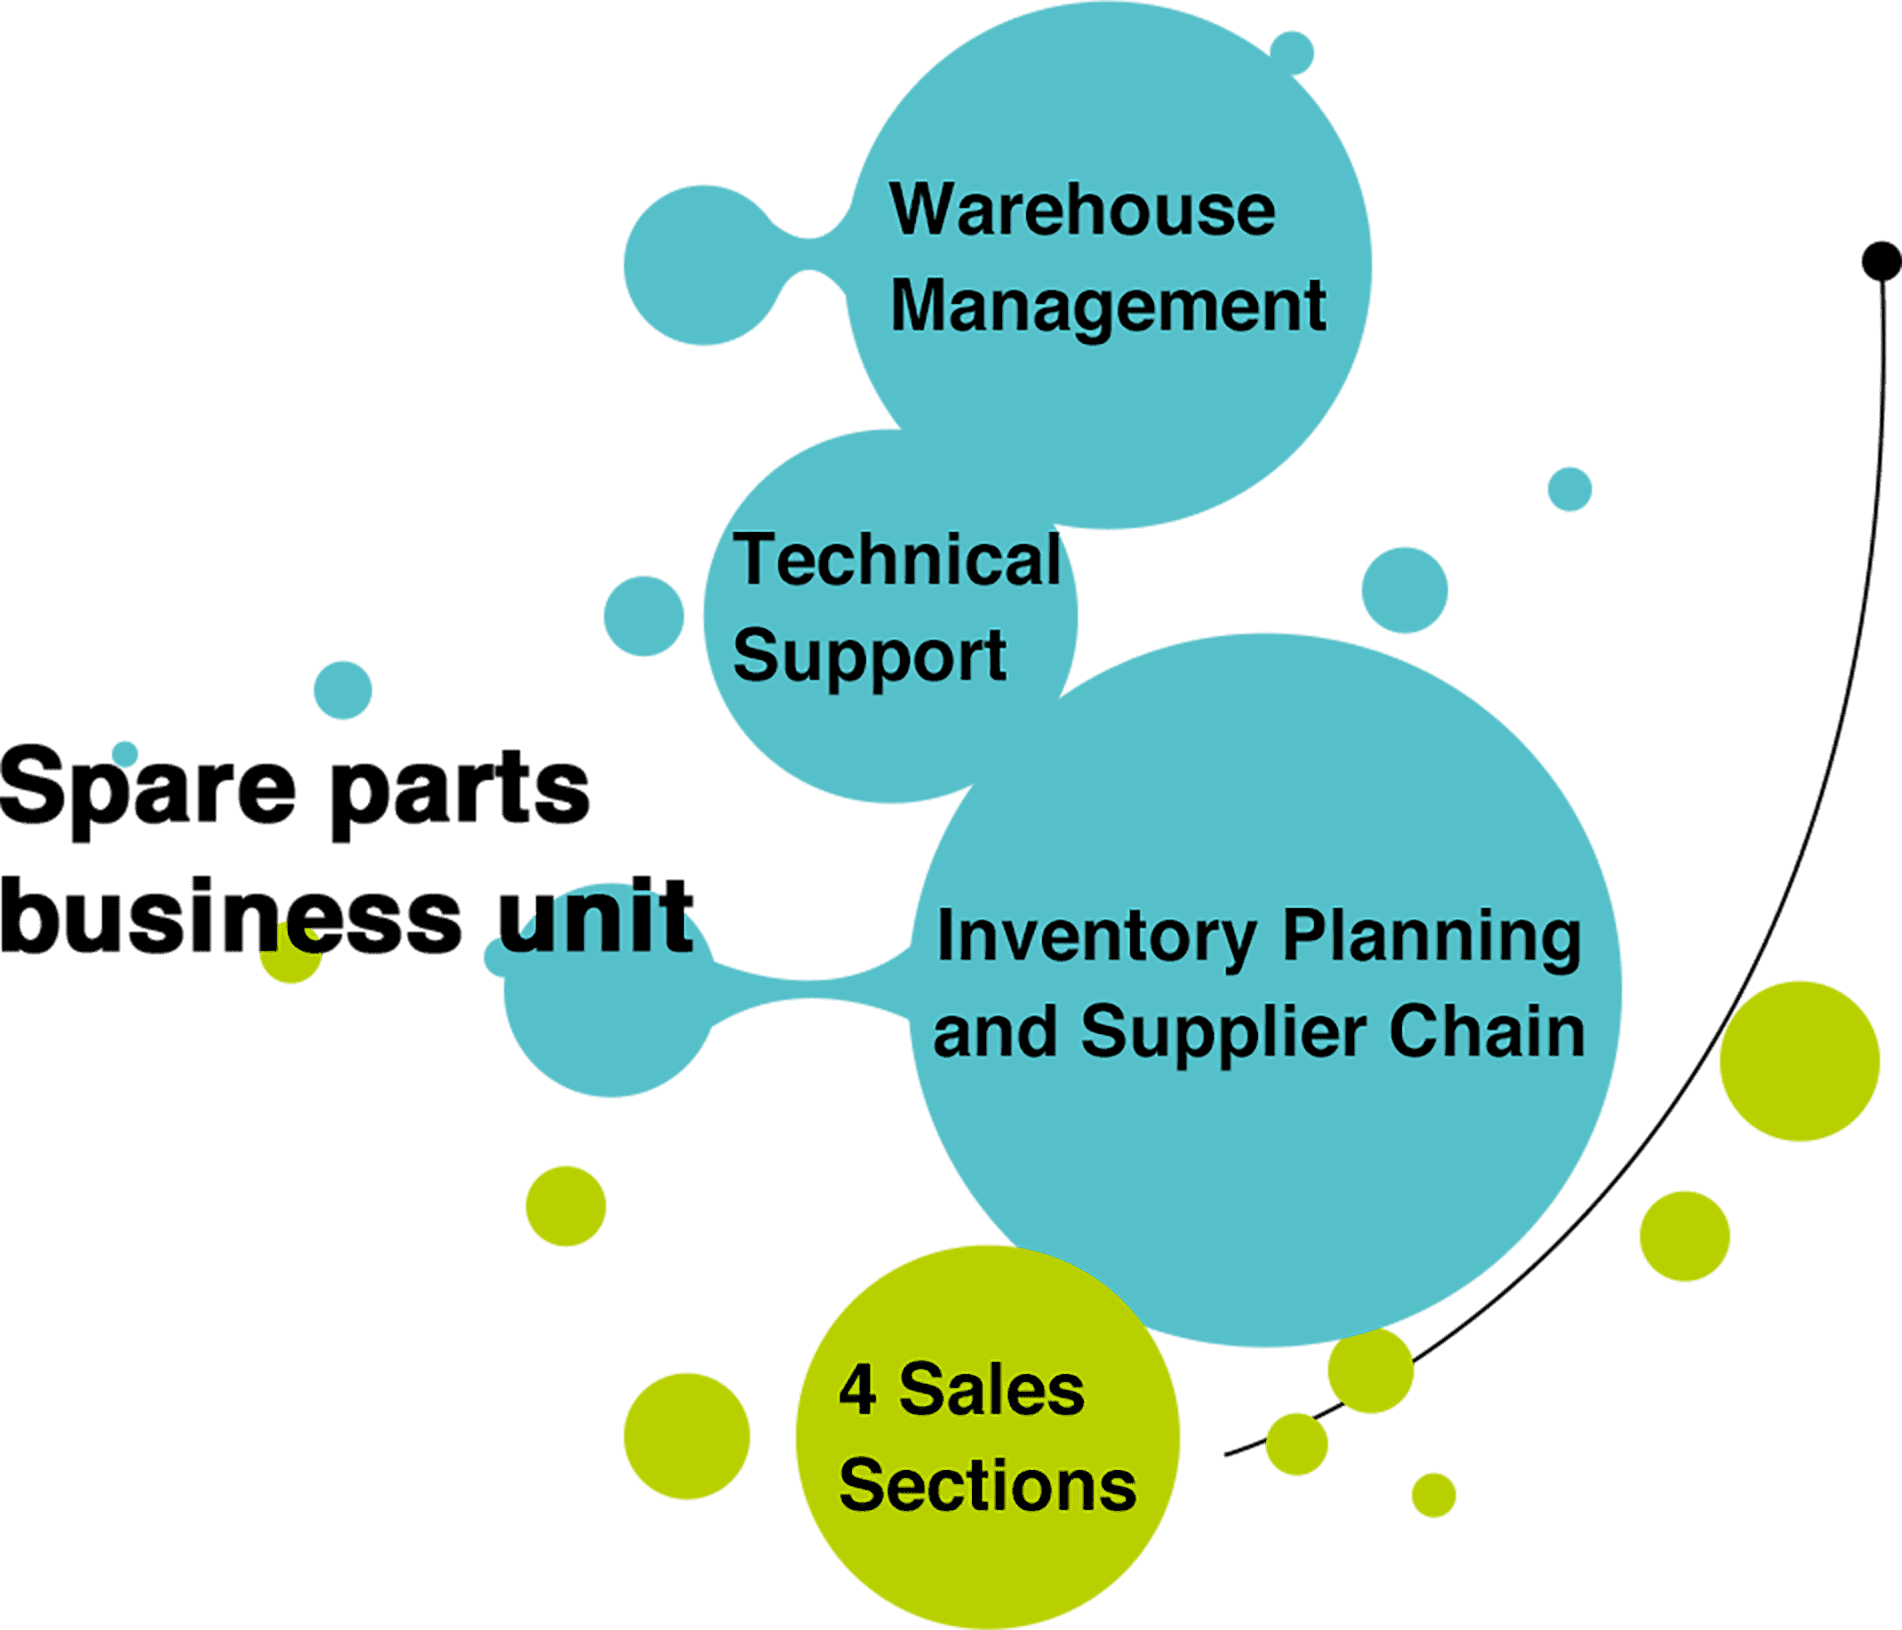 Warehouse
Management
Technical
Support
Spare parts
business unit
Inventory Planning
and Supplier Chain
4 Sales
Sections